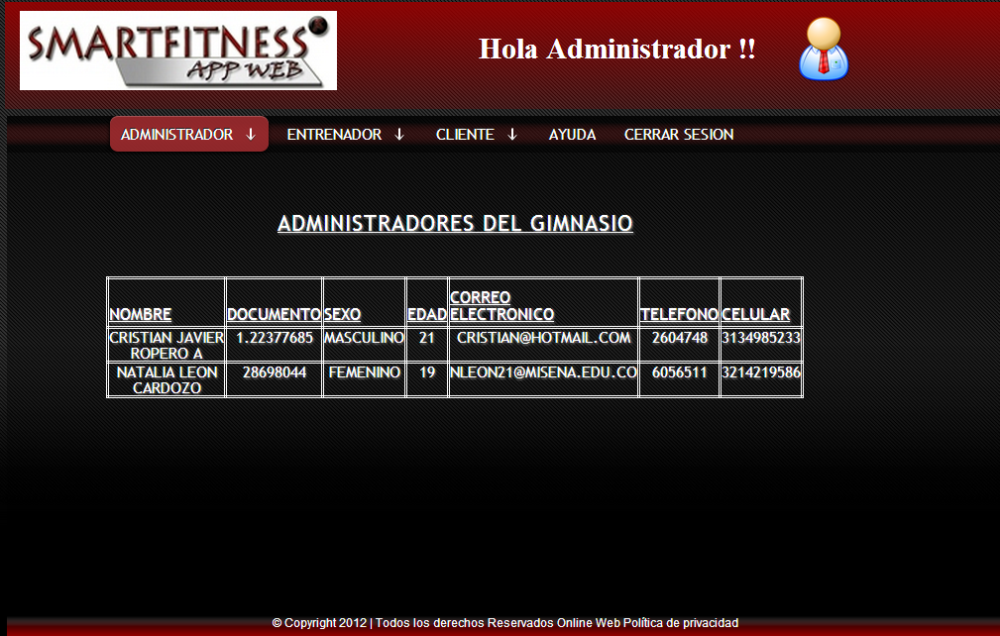 SMARTFITNESS
APP WEB
Hola Administrador !!
ADMINISTRADOR ↓ ENTRENADOR ↓ CLIENTE ↓ AYUDA CERRAR SESION
ADMINISTRADORES DEL GIMNASIO
NOMBRE DOCUMENTO SEXO EDAD CORREO ELECTRONICO TELEFONO CELULAR
CRISTIAN JAVIER ROPERO A 1.22377685 MASCULINO 21 CRISTIAN@HOTMAIL.COM 2604748 3134985233
NATALIA LEON CARDOZO 28698044 FEMENINO 19 NLEON21@MISENA.EDU.CO 6056511 3214219586
© Copyright 2012 | Todos los derechos Reservados Online Web Política de privacidad